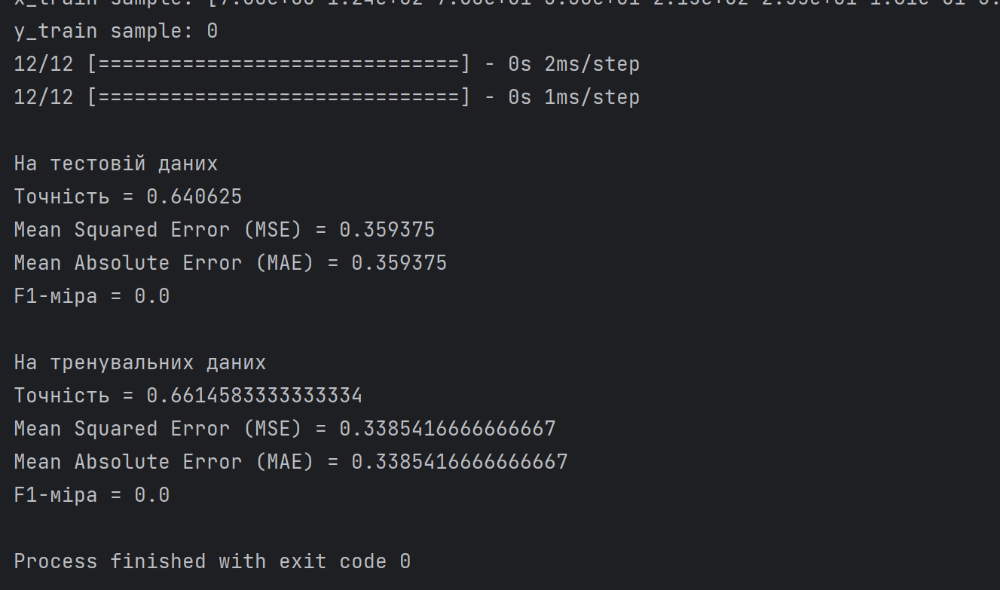 y_train sample: 0
12/12 [==============================] - 0s 2ms/step
12/12 [==============================] - 0s 1ms/step
На тестовій даних
Точність = 0.640625
Mean Squared Error (MSE) = 0.359375
Mean Absolute Error (MAE) = 0.359375
F1-міра = 0.0
На тренувальних даних
Точність = 0.6614583333333334
Mean Squared Error (MSE) = 0.3385416666666667
Mean Absolute Error (MAE) = 0.3385416666666667
F1-міра = 0.0
Process finished with exit code 0